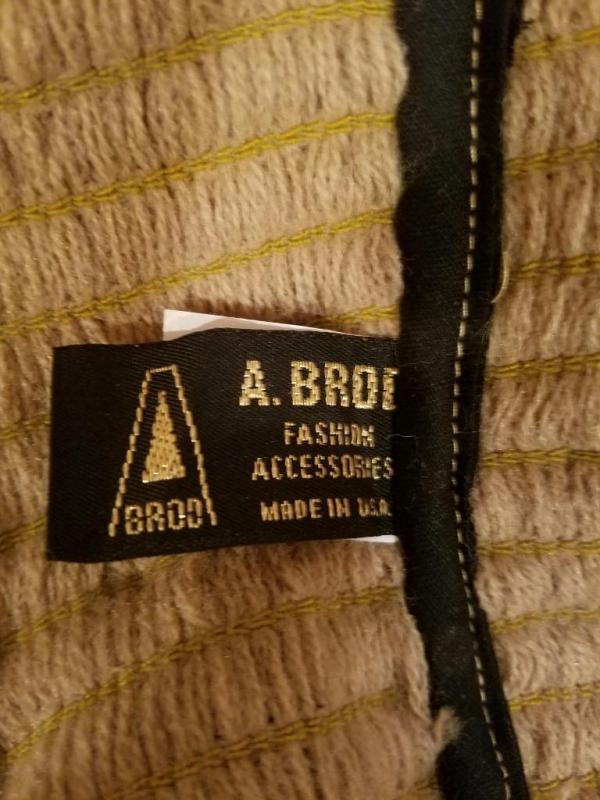 A. BROD
FASHION
ACCESSORIES
MADE IN U.S.A.
BROD